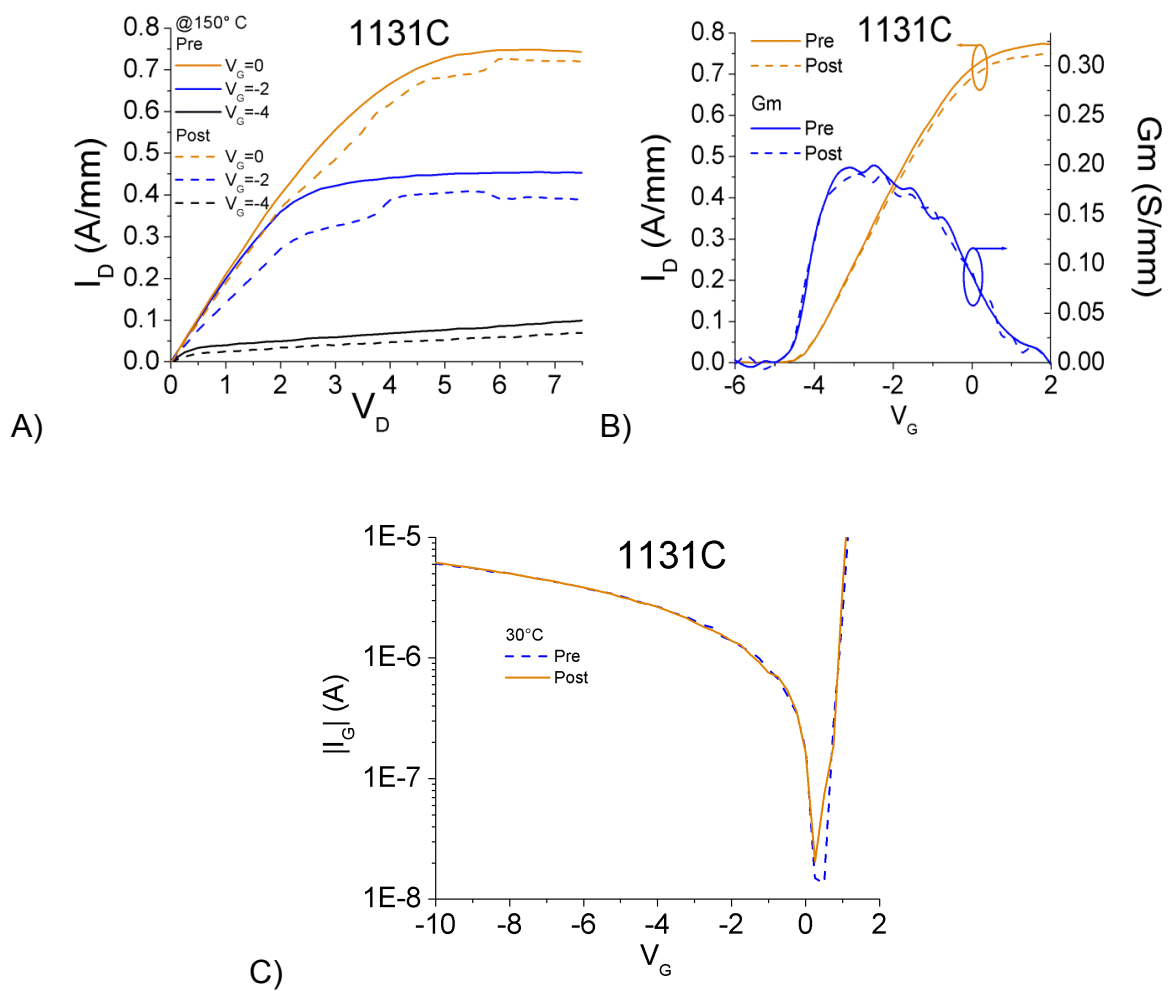 @150° C
Pre
V_G=0
V_G=-2
V_G=-4
Post
V_G=0
V_G=-2
V_G=-4
1131C
0.8
0.7
0.6
0.5
0.4
0.3
0.2
0.1
0.0
I_D (A/mm)
0 1 2 3 4 5 6 7
V_D
A)
1131C
Pre
Post
Gm
Pre
Post
0.8
0.7
0.6
0.5
0.4
0.3
0.2
0.1
0.0
I_D (A/mm)
0.30
0.25
0.20
0.15
0.10
0.05
0.00
Gm (S/mm)
-6 -4 -2 0 2
V_G
B)
1131C
30°C
Pre
Post
1E-5
1E-6
1E-7
1E-8
|I_G| (A)
-10 -8 -6 -4 -2 0 2
V_G
C)